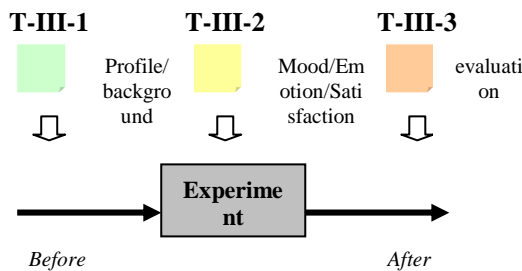 T-III-1
T-III-2
T-III-3
Profile/
backgro
und
Mood/Em
otion/Sati
sfaction
evaluati
on
Experime
nt
Before
After